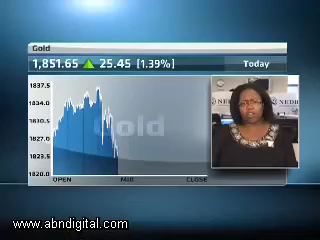 Gold
1,851.65 25.45 [1.39%] Today
1837.5
1834.0
1830.5
1827.0
1823.5
1820.0
Gold
OPEN CLOSE
www.abndigital.com